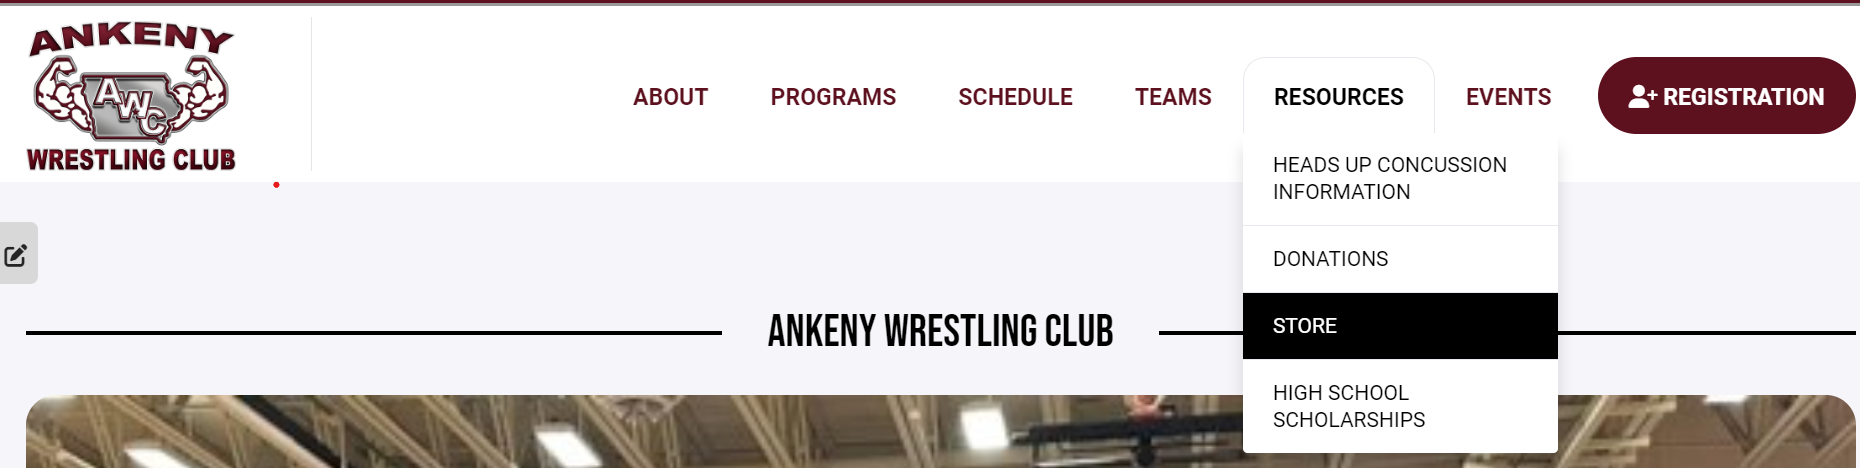 ANKENY
AWC
WRESTLING CLUB
ABOUT
PROGRAMS
SCHEDULE
TEAMS
RESOURCES
EVENTS
REGISTRATION
HEADS UP CONCUSSION
INFORMATION
DONATIONS
STORE
HIGH SCHOOL
SCHOLARSHIPS
ANKENY WRESTLING CLUB